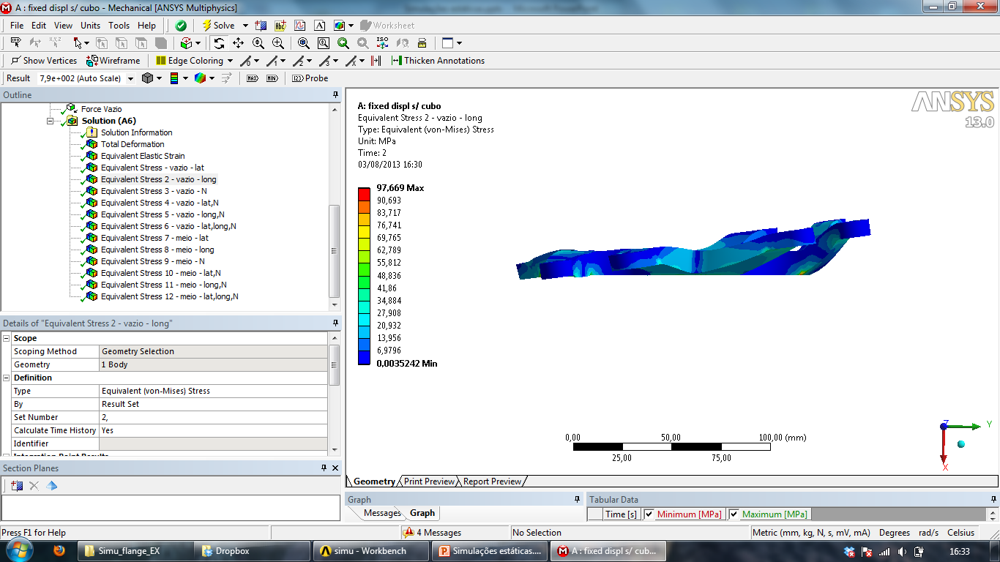 A : fixed displ s/ cubo - Mechanical [ANSYS Multiphysics]
File Edit View Units Tools Help Solve Worksheet
Show Vertices Wireframe Edge Coloring Thicken Annotations
Result 7,9e+002 (Auto Scale) MAX MIN Probe
Outline
Force Vazio
Solution (A6)
Solution Information
Total Deformation
Equivalent Elastic Strain
Equivalent Stress - vazio - lat
Equivalent Stress 2 - vazio - long
Equivalent Stress 3 - vazio - N
Equivalent Stress 4 - vazio - lat,N
Equivalent Stress 5 - vazio - long,N
Equivalent Stress 6 - vazio - lat,long,N
Equivalent Stress 7 - meio - lat
Equivalent Stress 8 - meio - long
Equivalent Stress 9 - meio - N
Equivalent Stress 10 - meio - lat,N
Equivalent Stress 11 - meio - long,N
Equivalent Stress 12 - meio - lat,long,N
Details of "Equivalent Stress 2 - vazio - long"
Scope
Scoping Method Geometry Selection
Geometry 1 Body
Definition
Type Equivalent (von-Mises) Stress
By Result Set
Set Number 2,
Calculate Time History Yes
Identifier
Integration Point Results
Section Planes
A: fixed displ s/ cubo
Equivalent Stress 2 - vazio - long
Type: Equivalent (von-Mises) Stress
Unit: MPa
Time: 2
03/08/2013 16:30
97,669 Max
90,693
83,717
76,741
69,765
62,789
55,812
48,836
41,86
34,884
27,908
20,932
13,956
6,9796
0,0035242 Min
ANSYS
13.0
0,00 50,00 100,00 (mm)
25,00 75,00
Z Y
X
Geometry Print Preview Report Preview
Graph
Messages Graph
Tabular Data
Time [s] Minimum [MPa] Maximum [MPa]
Press F1 for Help 4 Messages No Selection Metric (mm, kg, N, s, mV, mA) Degrees rad/s Celsius
Simu_flange_EX Dropbox simu - Workbench Simulações estáticas.... A : fixed displ s/ cub... 16:33